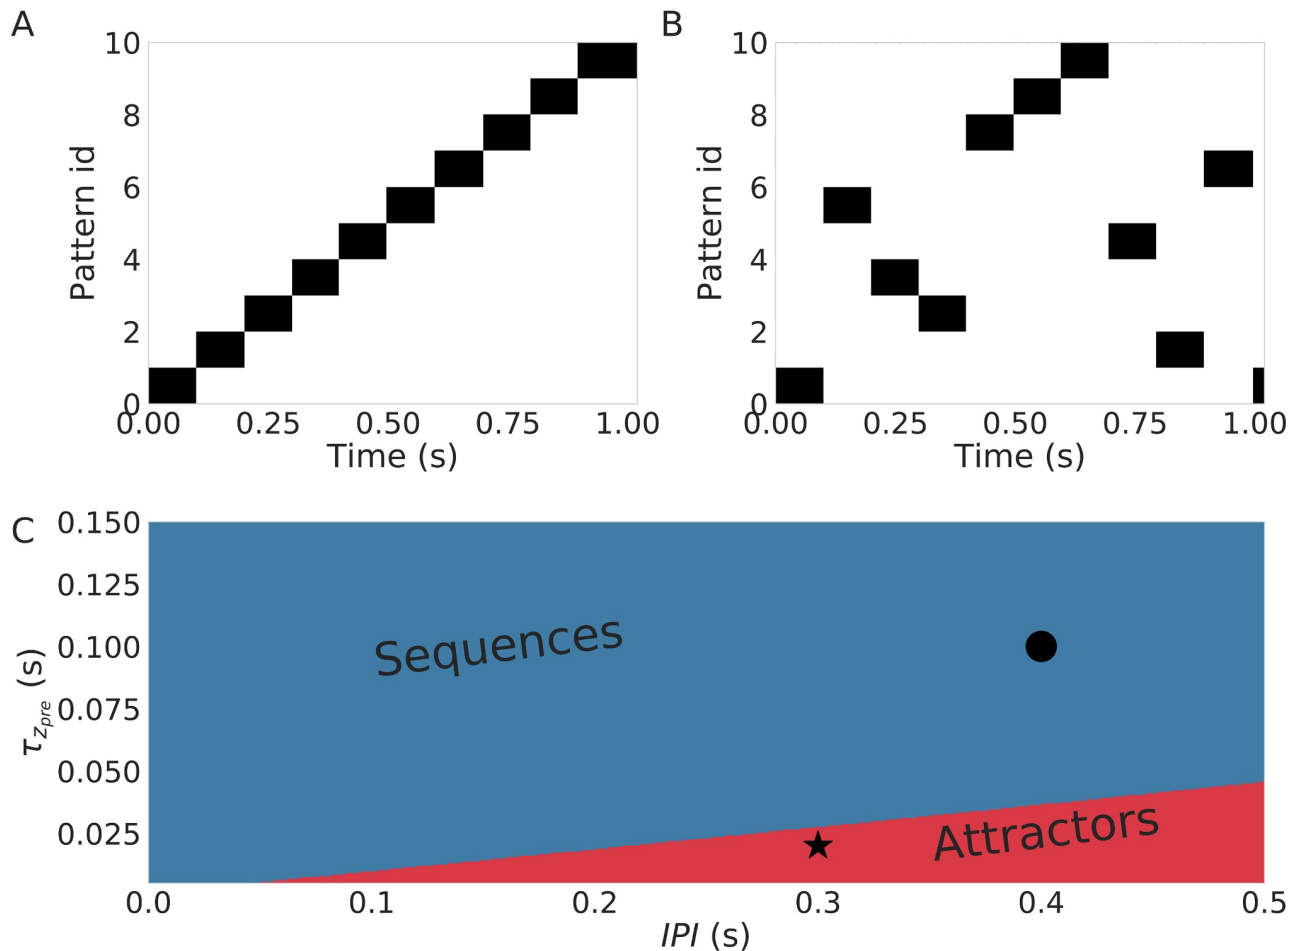 A
B
10
8
6
4
2
0
Pattern id
0.00 0.25 0.50 0.75 1.00
Time (s)
10
8
6
4
2
0
Pattern id
0.00 0.25 0.50 0.75 1.00
Time (s)
C
0.150
0.125
0.100
0.075
0.050
0.025
τzpre (s)
Sequences
Attractors
0.0 0.1 0.2 0.3 0.4 0.5
IPI (s)